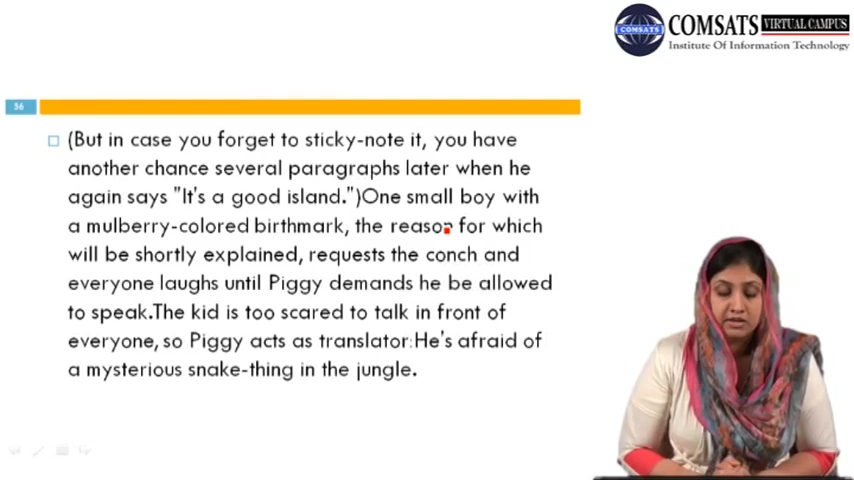 COMSATS
COMSATS VIRTUAL CAMPUS
Institute Of Information Technology
56
(But in case you forget to sticky-note it, you have
another chance several paragraphs later when he
again says "It's a good island.")One small boy with
a mulberry-colored birthmark, the reason for which
will be shortly explained, requests the conch and
everyone laughs until Piggy demands he be allowed
to speak.The kid is too scared to talk in front of
everyone, so Piggy acts as translator:He's afraid of
a mysterious snake-thing in the jungle.